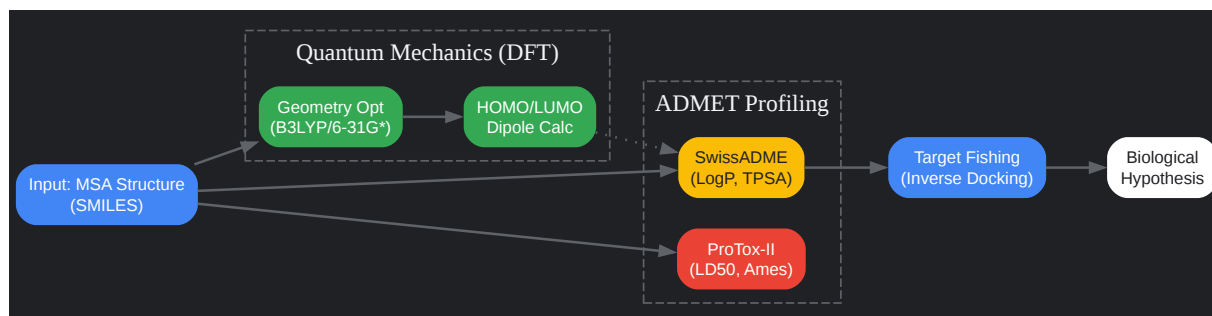 Quantum Mechanics (DFT)
Geometry Opt
(B3LYP/6-31G*)
HOMO/LUMO
Dipole Calc
ADMET Profiling
Input: MSA Structure
(SMILES)
SwissADME
(LogP, TPSA)
Target Fishing
(Inverse Docking)
Biological
Hypothesis
ProTox-II
(LD50, Ames)